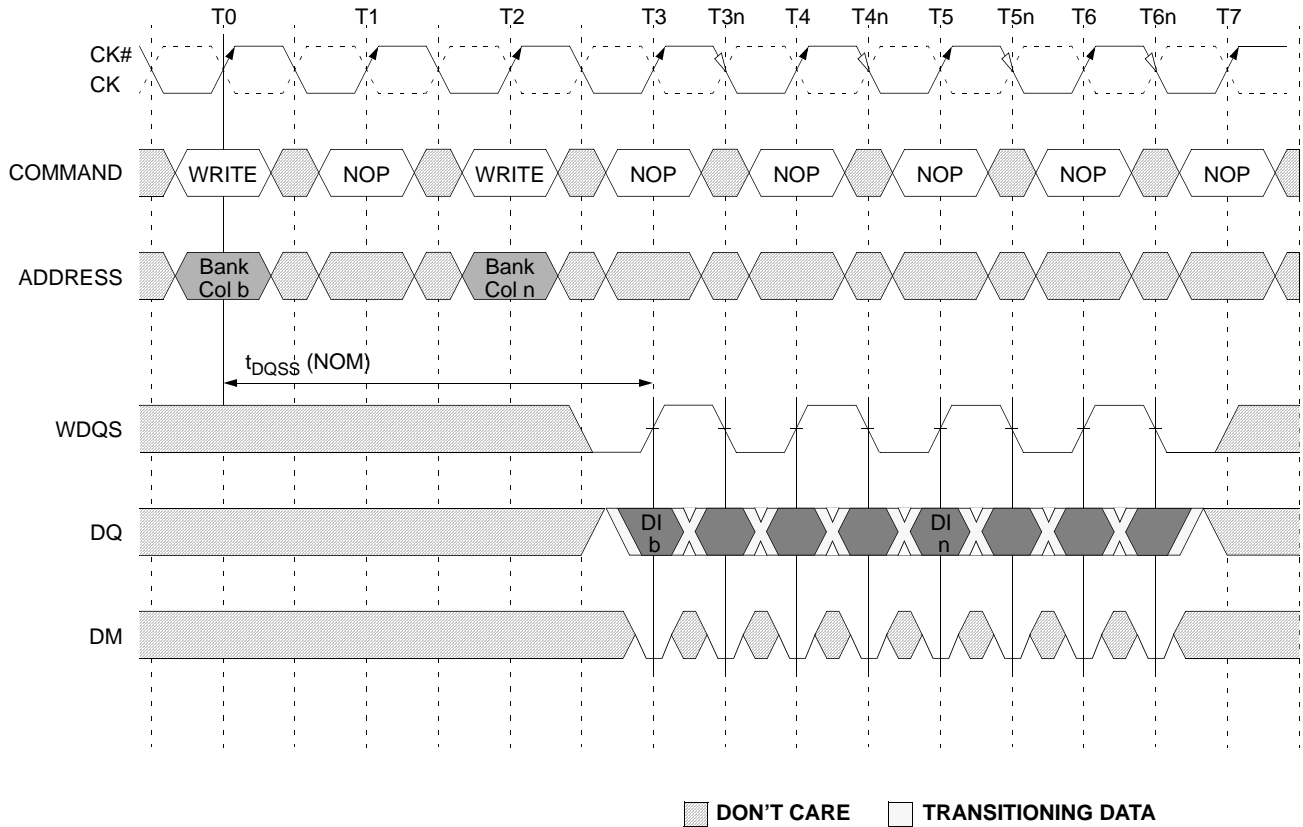 T0 T1 T2 T3 T3n T4 T4n T5 T5n T6 T6n T7
CK#
CK
COMMAND WRITE NOP WRITE NOP NOP NOP NOP NOP
ADDRESS Bank Col b Bank Col n
tDQSS (NOM)
WDQS
DQ DI b DI n
DM
DON'T CARE TRANSITIONING DATA